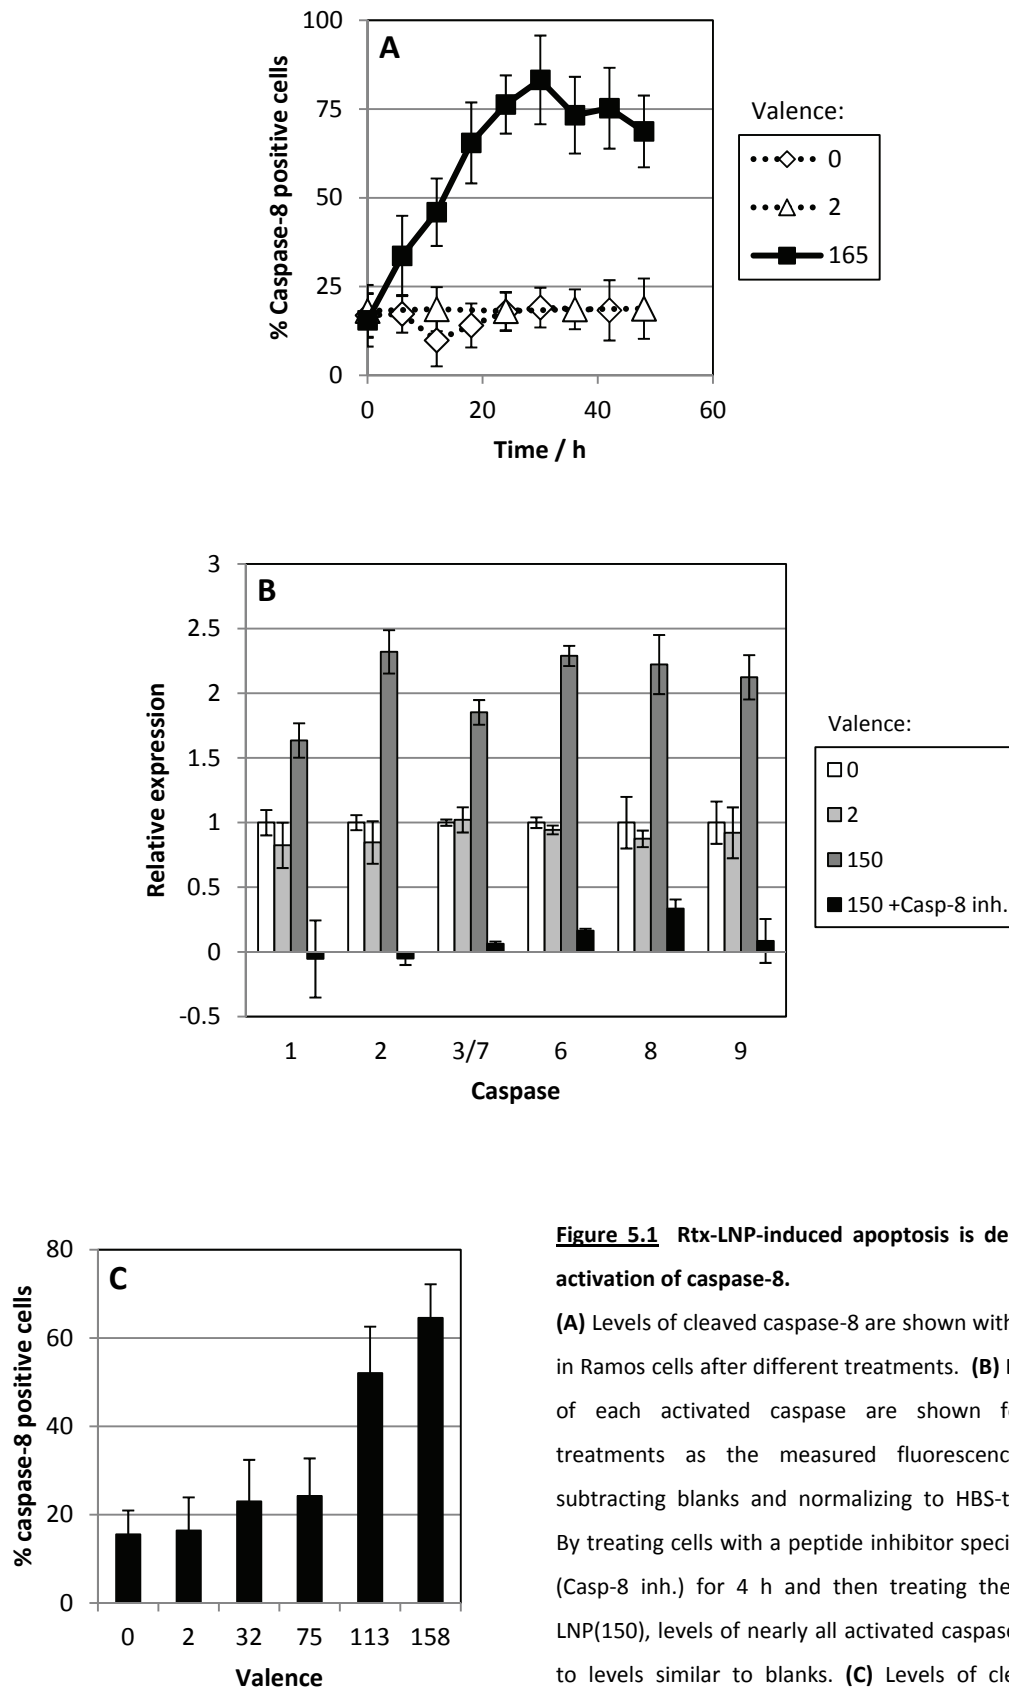 100
A
75
50
25
0
% Caspase-8 positive cells
0 20 40 60
Time / h
Valence:
0
2
165
3
B
2.5
2
1.5
1
0.5
0
-0.5
Relative expression
1 2 3/7 6 8 9
Caspase
Valence:
0
2
150
150 +Casp-8 inh.
80
C
60
40
20
0
% caspase-8 positive cells
0 2 32 75 113 158
Valence
Figure 5.1 Rtx-LNP-induced apoptosis is de
activation of caspase-8.
(A) Levels of cleaved caspase-8 are shown with
in Ramos cells after different treatments. (B)
of each activated caspase are shown f
treatments as the measured fluorescenc
subtracting blanks and normalizing to HBS-t
By treating cells with a peptide inhibitor speci
(Casp-8 inh.) for 4 h and then treating the
LNP(150), levels of nearly all activated caspase
to levels similar to blanks. (C) Levels of cle